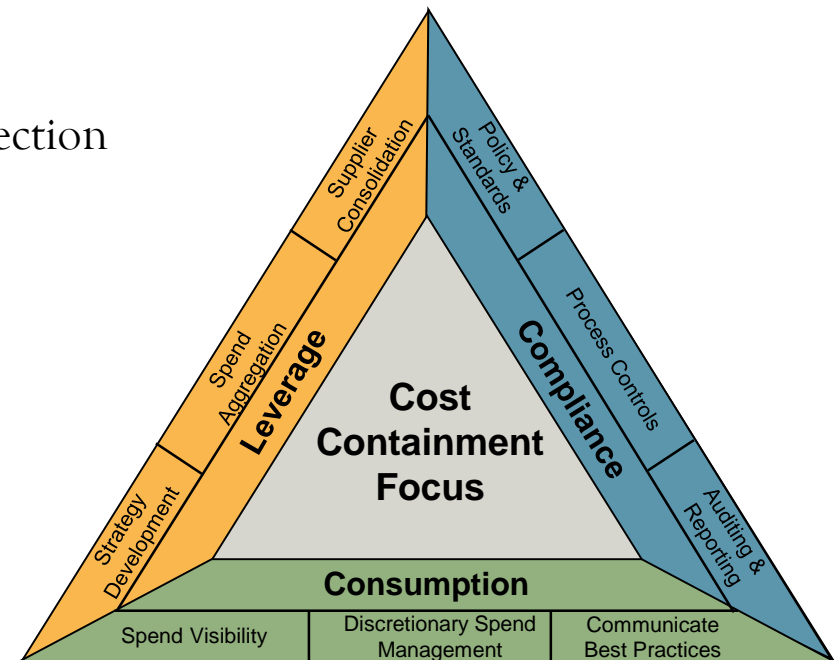 ection
Supplier
Consolidation
Policy &
Standards
Spend
Aggregation
Process Controls
Leverage
Compliance
Cost
Containment
Focus
Strategy
Development
Auditing &
Reporting
Consumption
Spend Visibility
Discretionary Spend
Management
Communicate
Best Practices